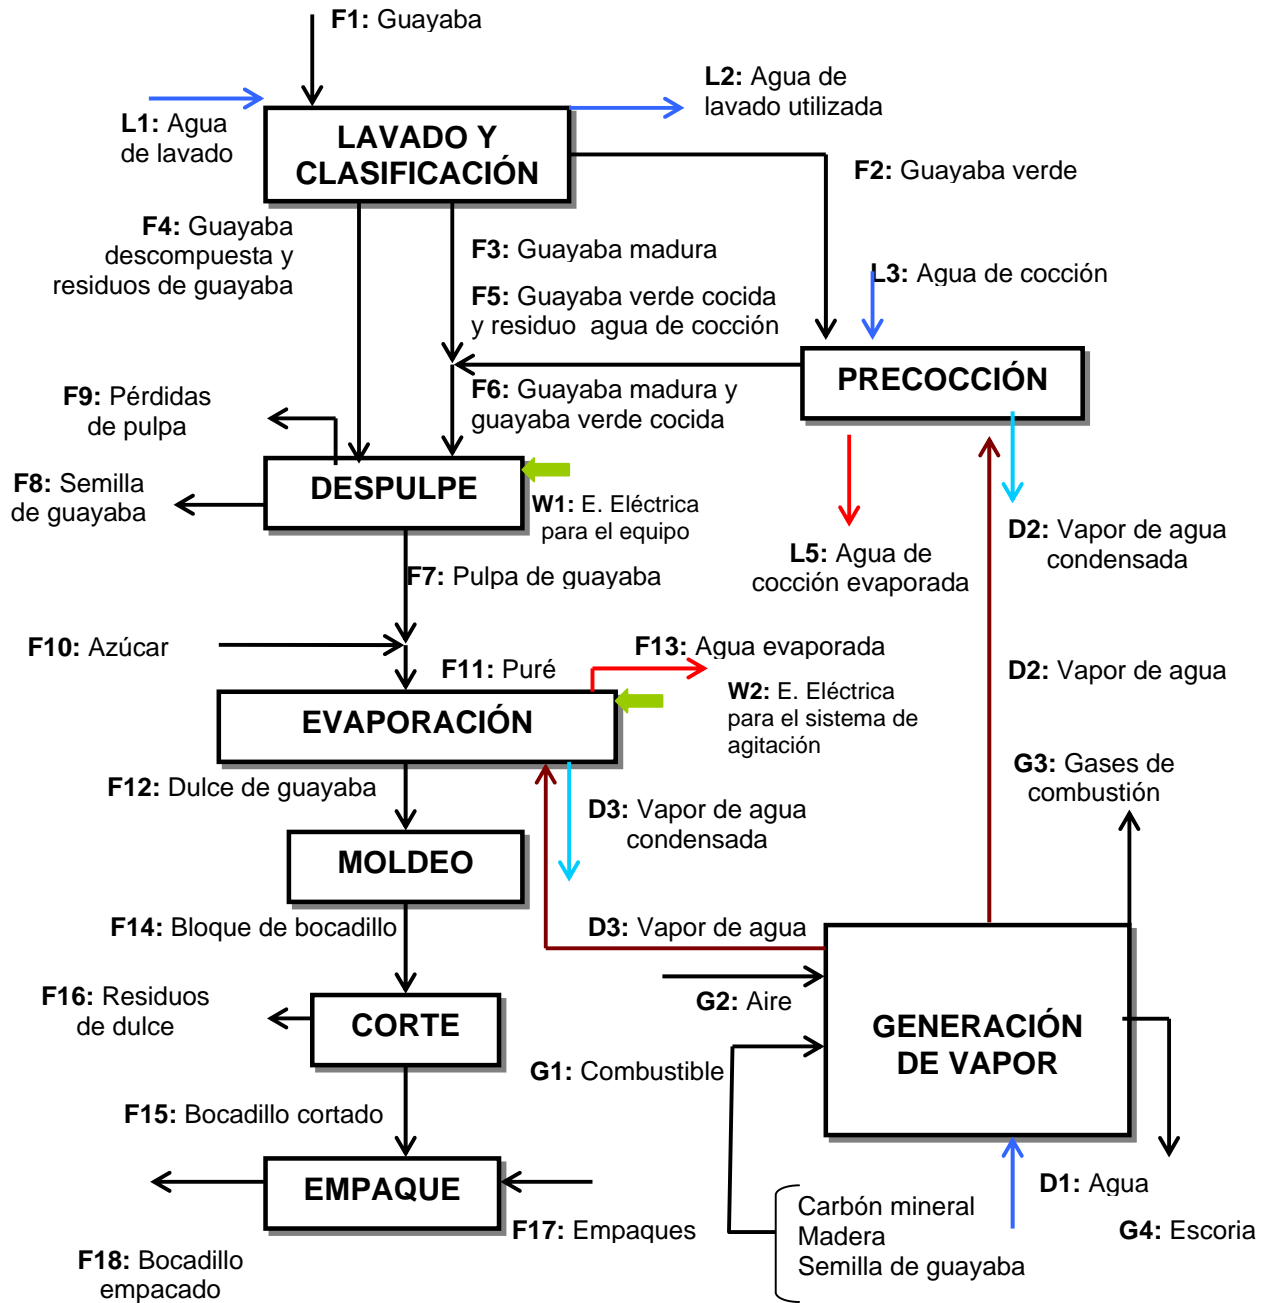 F1: Guayaba
L2: Agua de
lavado utilizada
L1: Agua
de lavado
LAVADO Y
CLASIFICACIÓN
F2: Guayaba verde
F4: Guayaba
descompuesta y
residuos de guayaba
F3: Guayaba madura
L3: Agua de cocción
F5: Guayaba verde cocida
y residuo agua de cocción
PRECOCCIÓN
F6: Guayaba madura y
guayaba verde cocida
F9: Pérdidas
de pulpa
F8: Semilla
de guayaba
DESPULPE
W1: E. Eléctrica
para el equipo
D2: Vapor de agua
condensada
L5: Agua de
cocción evaporada
F7: Pulpa de guayaba
F10: Azúcar
F13: Agua evaporada
D2: Vapor de agua
F11: Puré
W2: E. Eléctrica
para el sistema de
agitación
EVAPORACIÓN
F12: Dulce de guayaba
G3: Gases de
combustión
D3: Vapor de agua
condensada
MOLDEO
F14: Bloque de bocadillo
D3: Vapor de agua
F16: Residuos
de dulce
G2: Aire
CORTE
GENERACIÓN
DE VAPOR
G1: Combustible
F15: Bocadillo cortado
EMPAQUE
D1: Agua
F17: Empaques
Carbón mineral
Madera
Semilla de guayaba
G4: Escoria
F18: Bocadillo
empacado